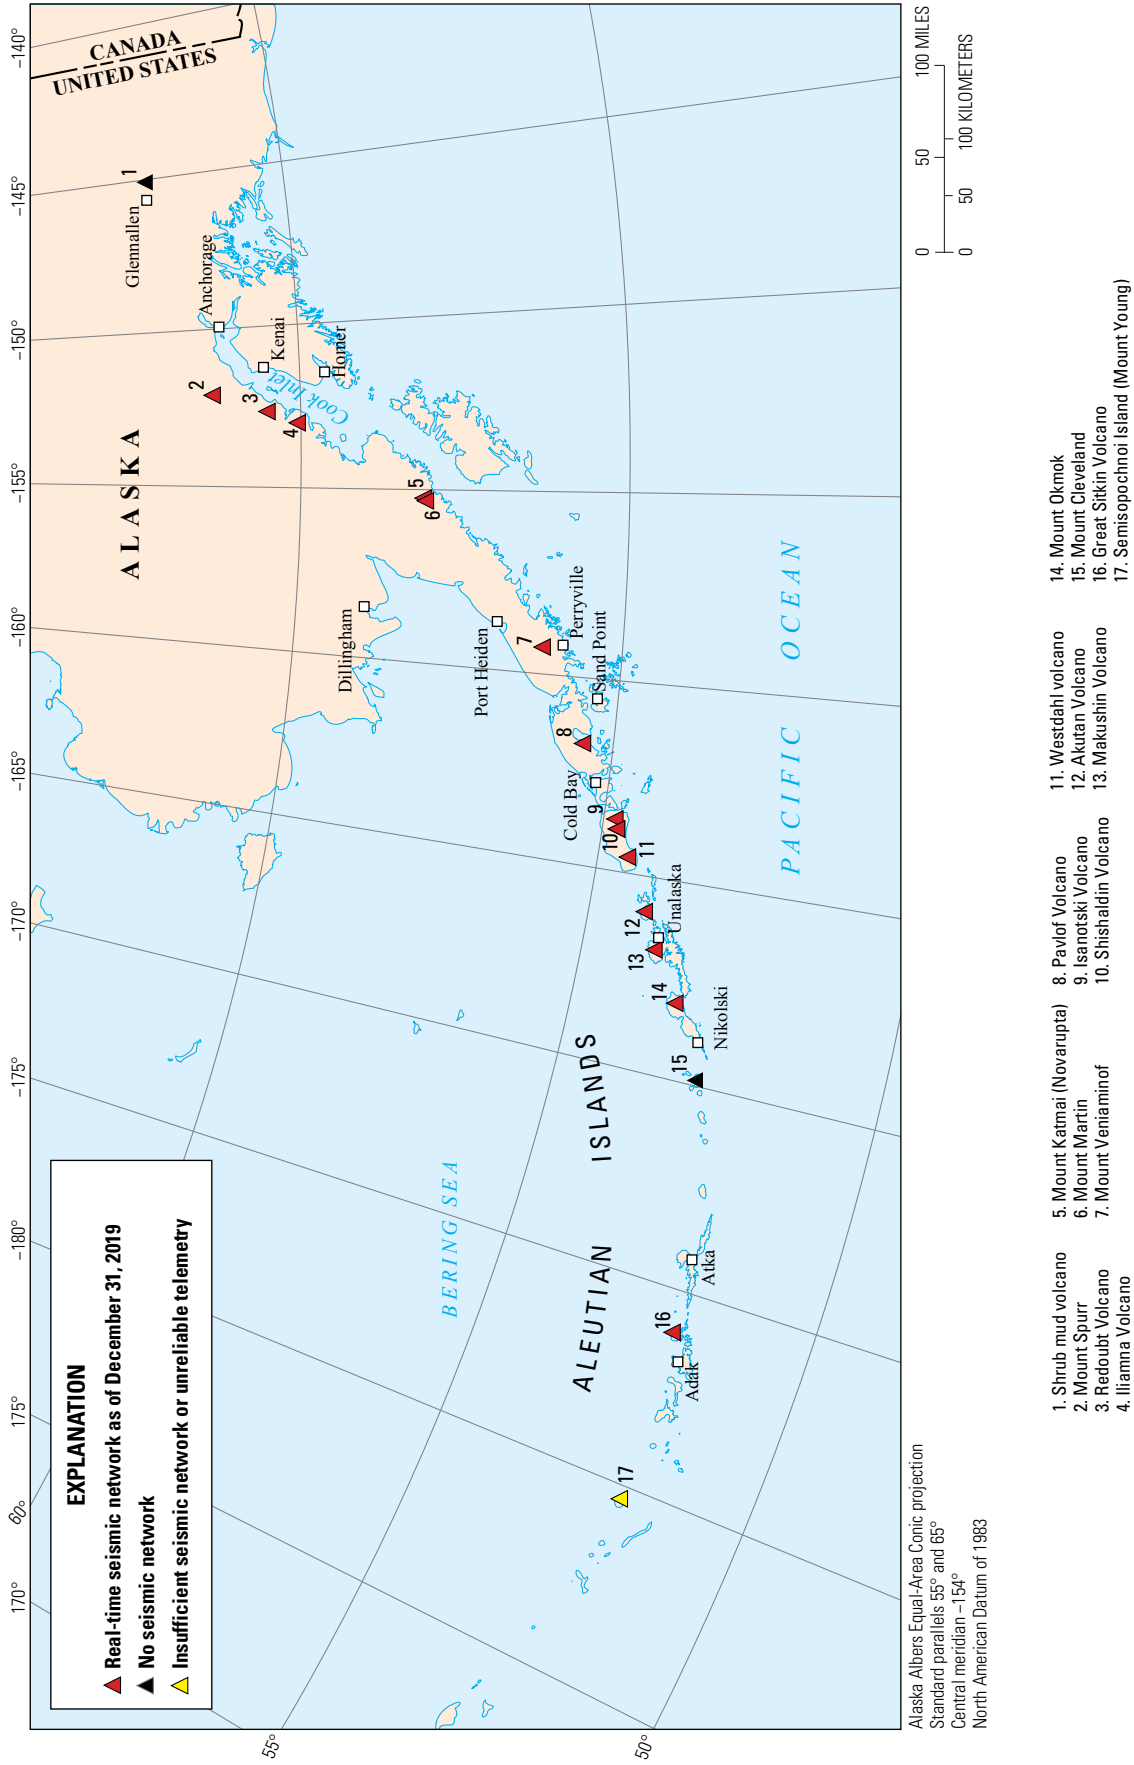 -140°
-145°
-150°
-155°
-160°
-165°
-170°
-175°
-180°
175°
170°
60°
55°
50°
CANADA
UNITED STATES
ALASKA
Glennallen
1
Anchorage
Kenai
Homer
Cook Inlet
2
3
4
5
6
Dillingham
Port Heiden
7
Perryville
Sand Point
8
Cold Bay
9
10
11
12
Unalaska
13
14
Nikolski
15
Atka
16
Adak
17
BERING SEA
ALEUTIAN ISLANDS
PACIFIC OCEAN
EXPLANATION
Real-time seismic network as of December 31, 2019
No seismic network
Insufficient seismic network or unreliable telemetry
Alaska Albers Equal-Area Conic projection
Standard parallels 55° and 65°
Central meridian –154°
North American Datum of 1983
0 50 100 MILES
0 50 100 KILOMETERS
1. Shrub mud volcano
2. Mount Spurr
3. Redoubt Volcano
4. Iliamna Volcano
5. Mount Katmai (Novarupta)
6. Mount Martin
7. Mount Veniaminof
8. Pavlof Volcano
9. Isanotski Volcano
10. Shishaldin Volcano
11. Westdahl volcano
12. Akutan Volcano
13. Makushin Volcano
14. Mount Okmok
15. Mount Cleveland
16. Great Sitkin Volcano
17. Semisopochnoi Island (Mount Young)